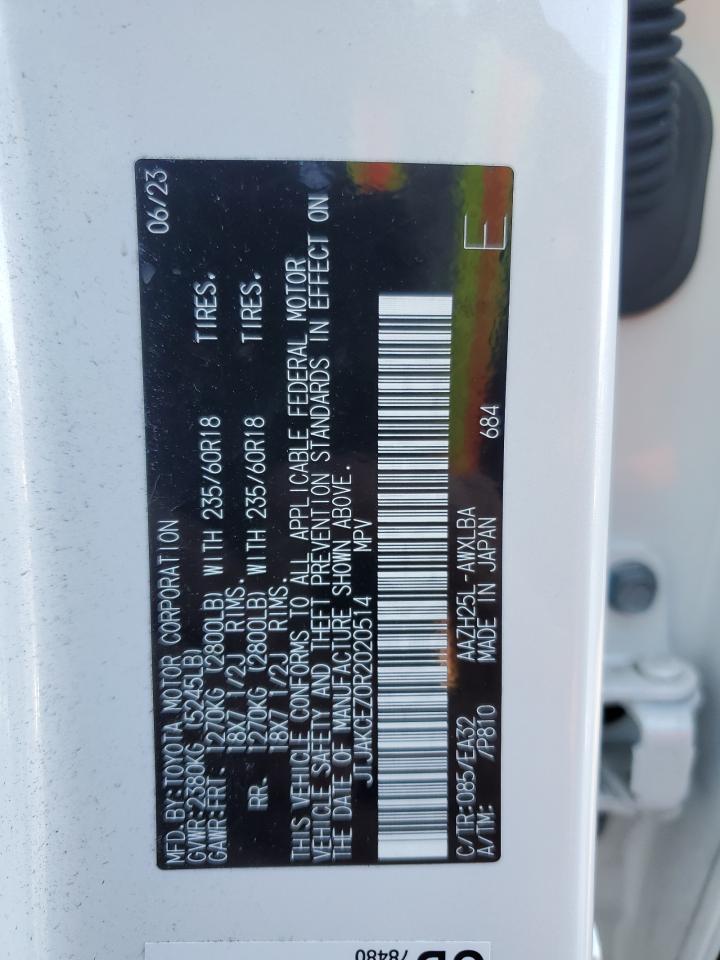 MFD.BY:TOYOTA MOTOR CORPORATION 06/23
GVWR:2380KG (5245LB)
GAWR:FRT. 1270KG (2800LB) WITH 235/60R18 TIRES.
18X7 1/2J RIMS.
RR. 1270KG (2800LB) WITH 235/60R18 TIRES.
18X7 1/2J RIMS.
THIS VEHICLE CONFORMS TO ALL APPLICABLE FEDERAL MOTOR
VEHICLE SAFETY AND THEFT PREVENTION STANDARDS IN EFFECT ON
THE DATE OF MANUFACTURE SHOWN ABOVE.
JTJAKCEZ0R2020514 MPV
C/TR:085/EA32 AAZH25L-AWXLBA
A/TM: /P810 MADE IN JAPAN 684 E
78480